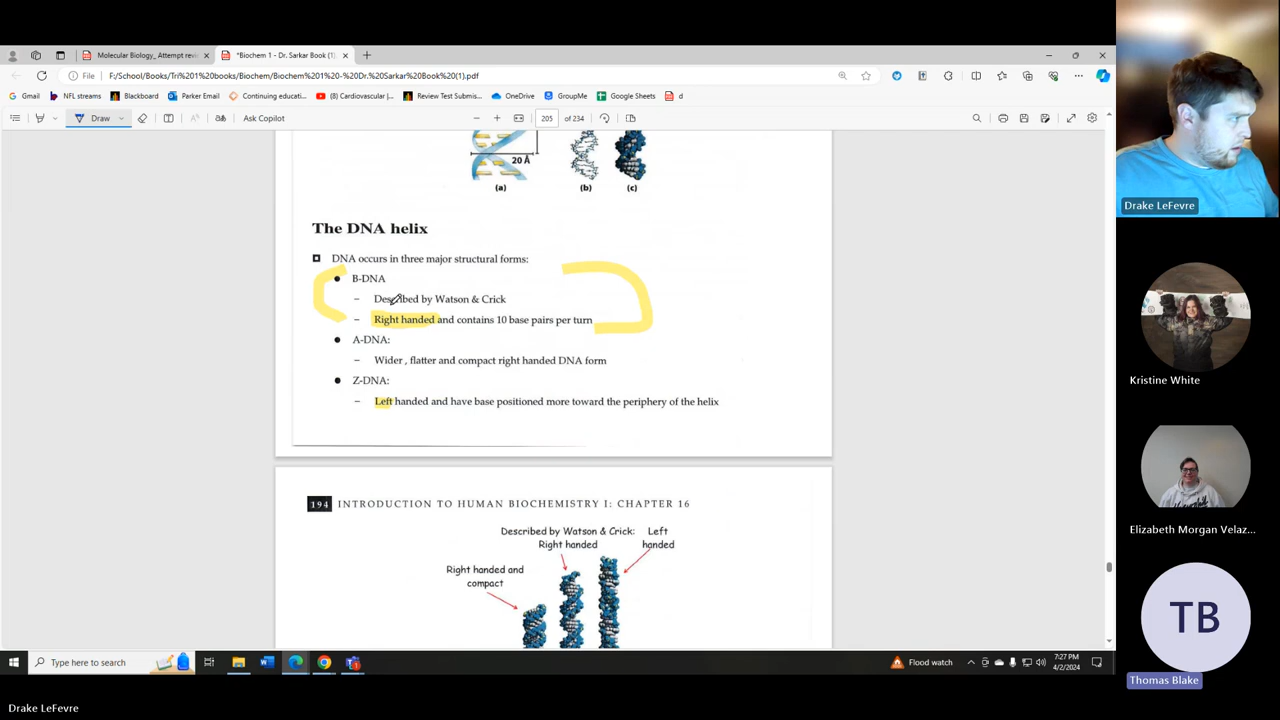 Molecular Biology_ Attempt rev
*Biochem 1 - Dr. Sarkar Book (1).p
File
F:/School/Books/Tri%201%20books/Biochem/Biochem%201%20-%20Dr.%20Sarkar%20Book%20(1).pdf
Gmail
NFL streams
Blackboard
Parker Email
Continuing educati...
(8) Cardiovascular |...
Review Test Submis...
OneDrive
GroupMe
Google Sheets
d
Draw
Ask Copilot
205 of 234
20 Å
(a)
(b)
(c)
The DNA helix
DNA occurs in three major structural forms:
● B-DNA
– Described by Watson & Crick
– Right handed and contains 10 base pairs per turn
● A-DNA:
– Wider , flatter and compact right handed DNA form
● Z-DNA:
– Left handed and have base positioned more toward the periphery of the helix
194 INTRODUCTION TO HUMAN BIOCHEMISTRY I: CHAPTER 16
Described by Watson & Crick:
Right handed
Left
handed
Right handed and
compact
Type here to search
Flood watch
7:27 PM
4/2/2024
Drake LeFevre
Kristine White
Elizabeth Morgan Velaz...
TB
Thomas Blake
Drake LeFevre